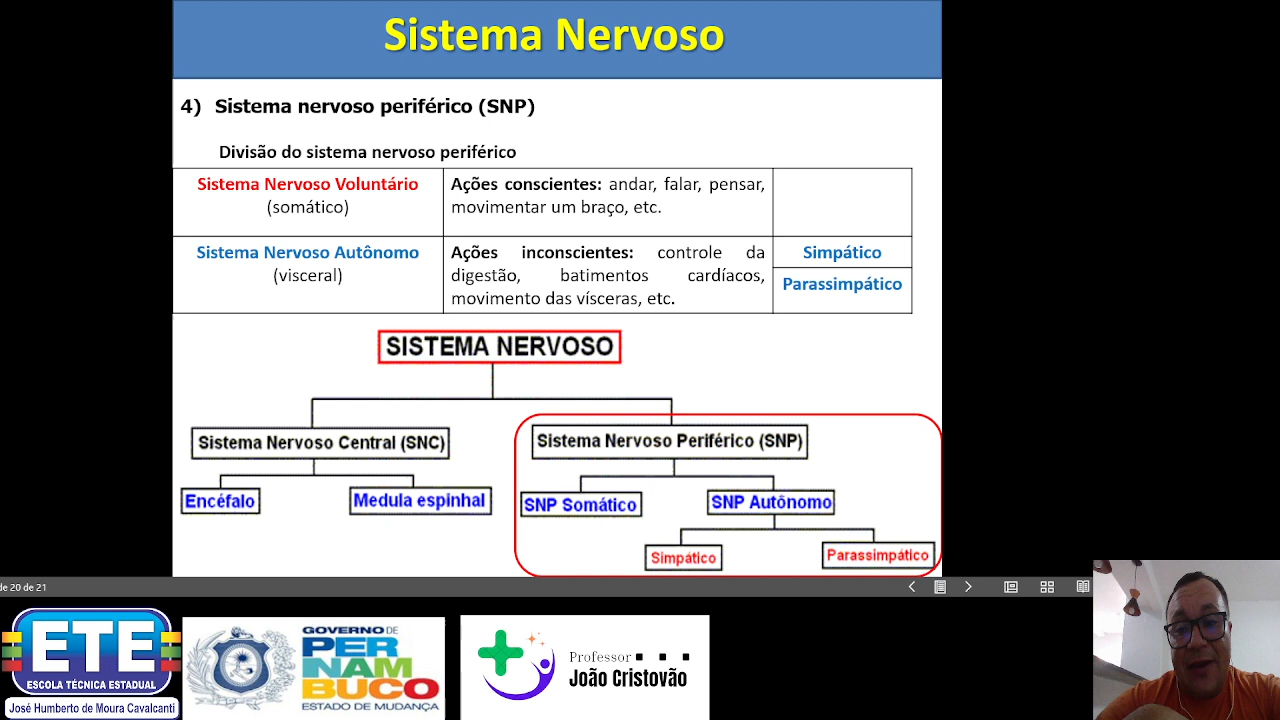 Sistema Nervoso
4) Sistema nervoso periférico (SNP)
Divisão do sistema nervoso periférico
Sistema Nervoso Voluntário
(somático)
Ações conscientes: andar, falar, pensar,
movimentar um braço, etc.
Sistema Nervoso Autônomo
(visceral)
Ações inconscientes: controle da
digestão, batimentos cardíacos,
movimento das vísceras, etc.
Simpático
Parassimpático
SISTEMA NERVOSO
Sistema Nervoso Central (SNC)
Sistema Nervoso Periférico (SNP)
Encéfalo
Medula espinhal
SNP Somático
SNP Autônomo
Simpático
Parassimpático
de 20 de 21
ETE
ESCOLA TÉCNICA ESTADUAL
José Humberto de Moura Cavalcanti
GOVERNO DE
PER
NAM
BUCO
ESTADO DE MUDANÇA
Professor
João Cristovão